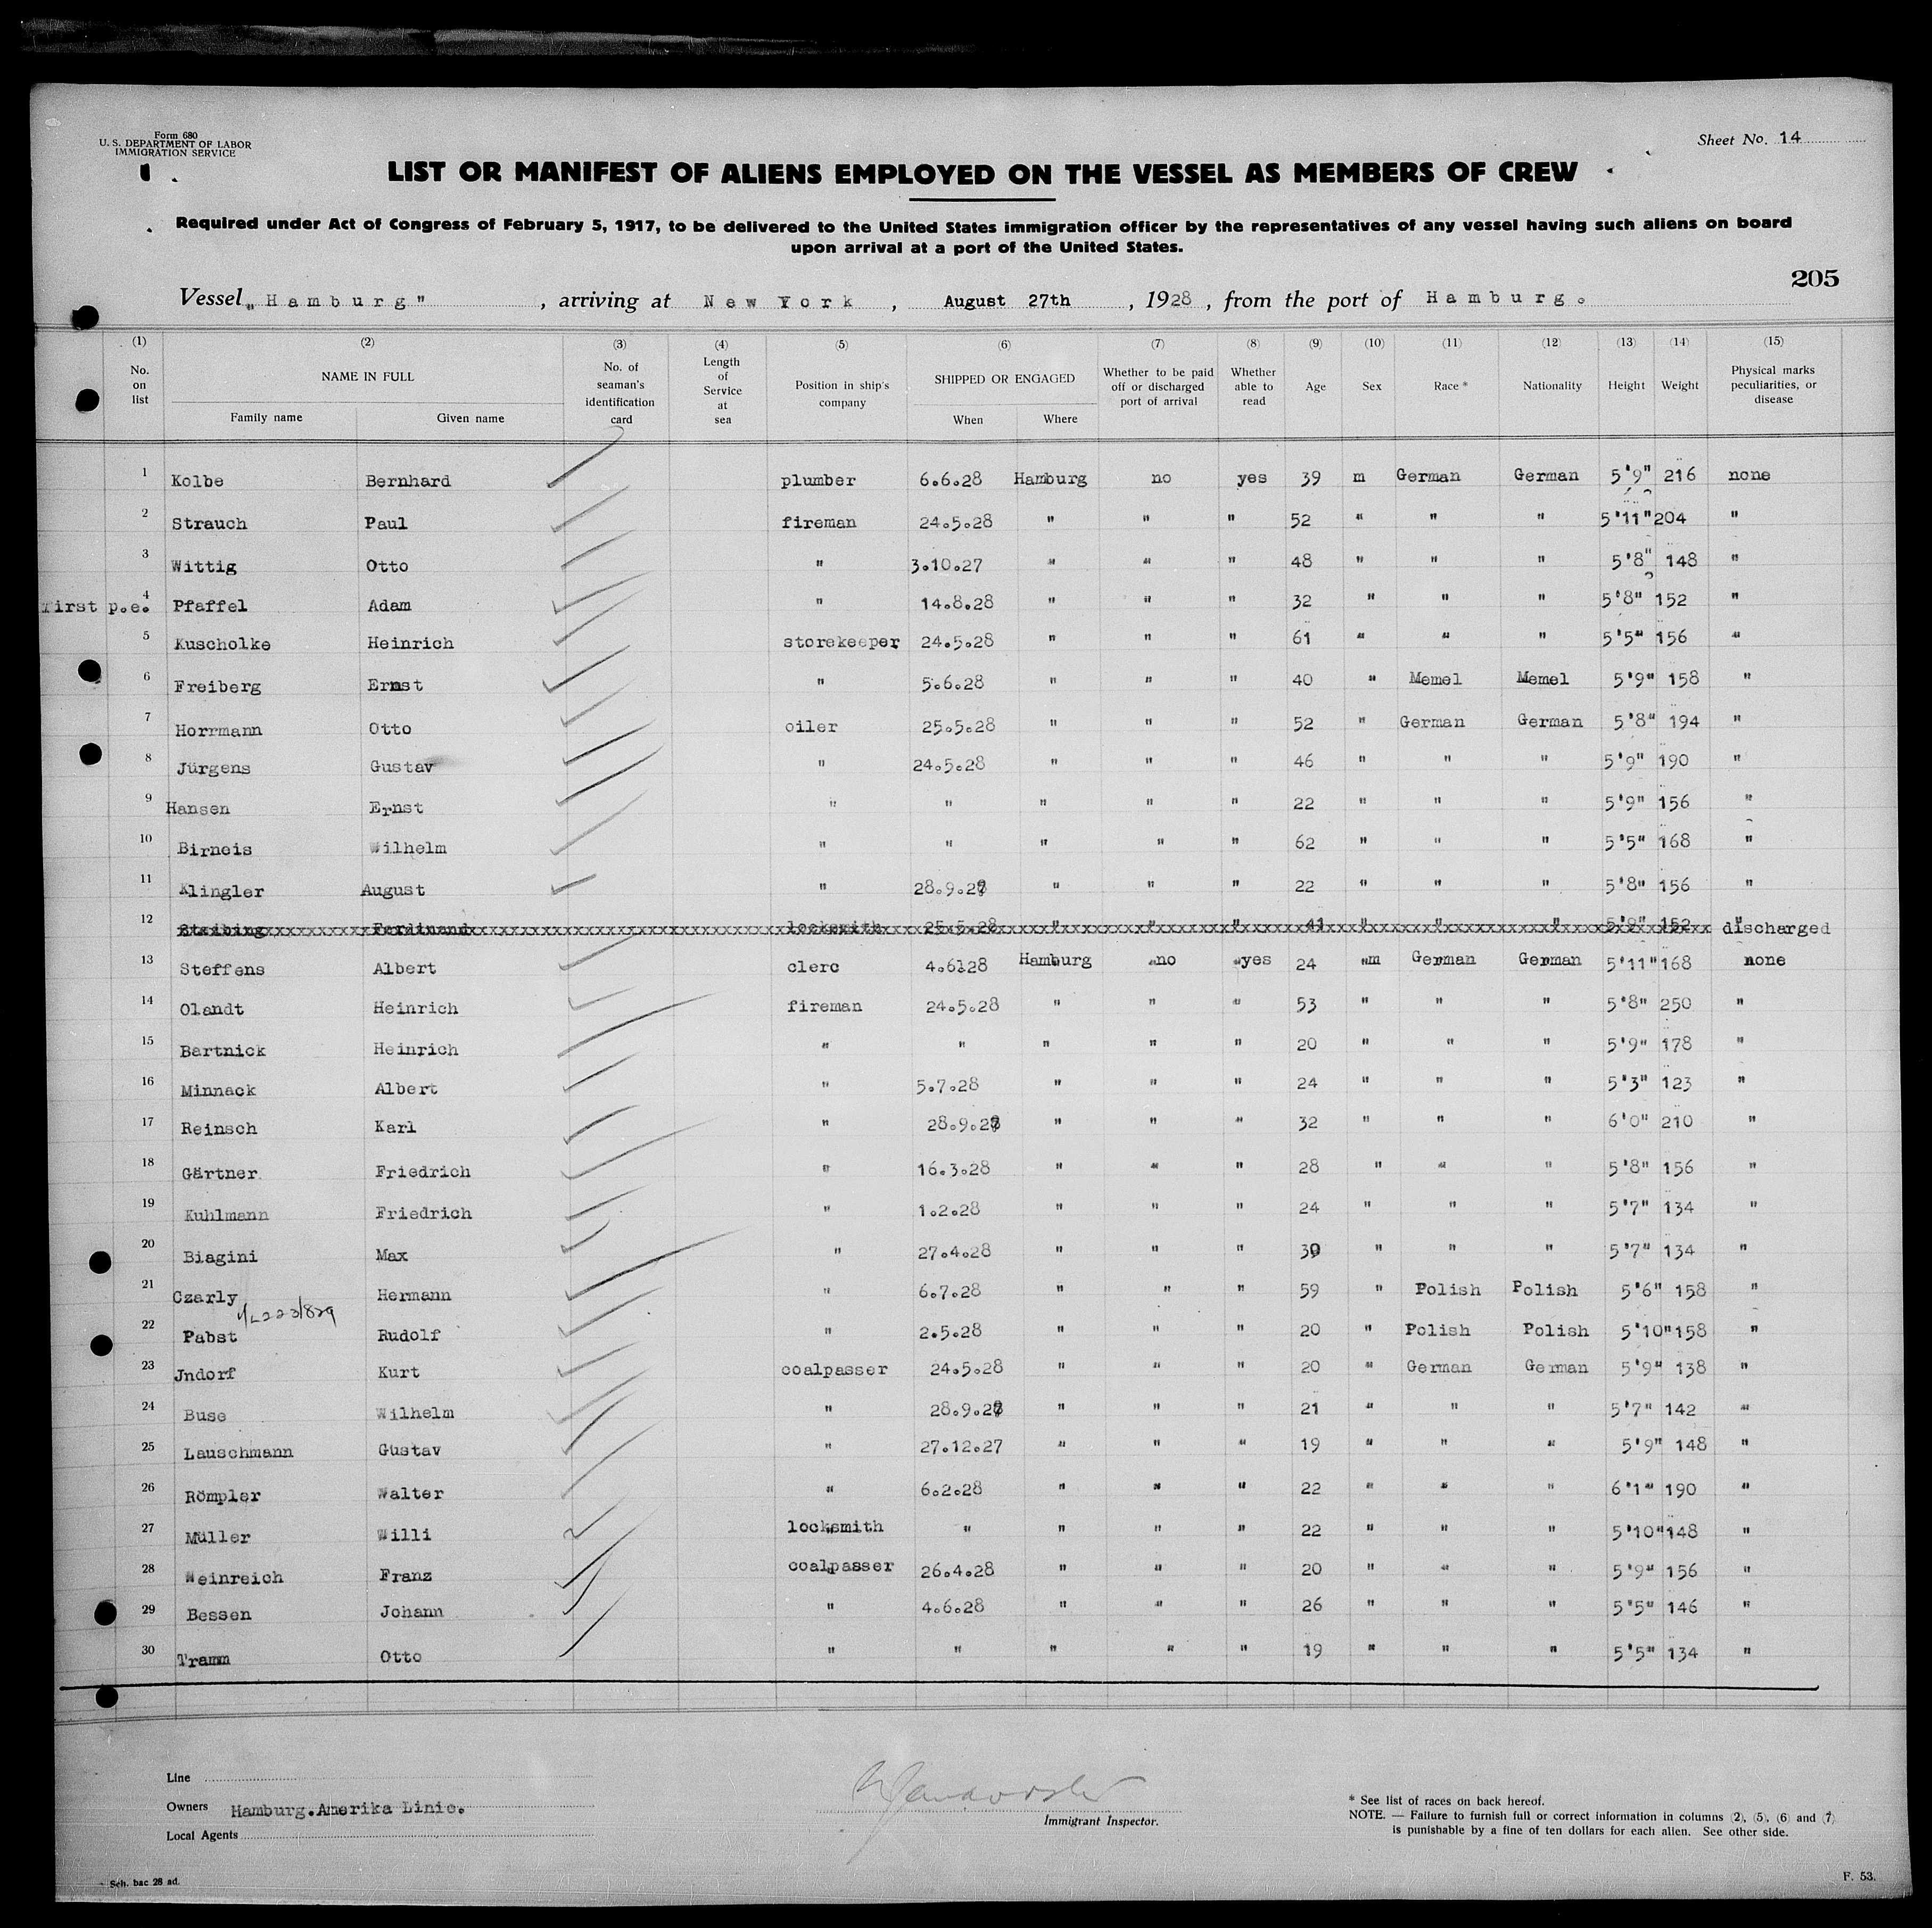 Form 680
U. S. DEPARTMENT OF LABOR
IMMIGRATION SERVICE
Sheet No. 14
LIST OR MANIFEST OF ALIENS EMPLOYED ON THE VESSEL AS MEMBERS OF CREW
Required under Act of Congress of February 5, 1917, to be delivered to the United States immigration officer by the representatives of any vessel having such aliens on board
upon arrival at a port of the United States.
205
Vessel „Hamburg", arriving at New York, August 27th, 1928, from the port of Hamburg.
(1) (2) (3) (4) (5) (6) (7) (8) (9) (10) (11) (12) (13) (14) (15)
No. on list NAME IN FULL Family name Given name No. of seaman's identification card Length of Service at sea Position in ship's company SHIPPED OR ENGAGED When Where Whether to be paid off or discharged port of arrival Whether able to read Age Sex Race * Nationality Height Weight Physical marks peculiarities, or disease
1 Kolbe Bernhard plumber 6.6.28 Hamburg no yes 39 m German German 5'9" 216 none
2 Strauch Paul fireman 24.5.28 " " " 52 " " " 5'11" 204 "
3 Wittig Otto " 3.10.27 " " " 48 " " " 5'8" 148 "
first p.e. 4 Pfaffel Adam " 14.8.28 " " " 32 " " " 5'8" 152 "
5 Kuscholke Heinrich storekeeper 24.5.28 " " " 61 " " " 5'5" 156 "
6 Freiberg Ernst " 5.6.28 " " " 40 " Memel Memel 5'9" 158 "
7 Horrmann Otto oiler 25.5.28 " " " 52 " German German 5'8" 194 "
8 Jürgens Gustav " 24.5.28 " " " 46 " " " 5'9" 190 "
9 Hansen Ernst " " " " " 22 " " " 5'9" 156 "
10 Birneis Wilhelm " " " " " 62 " " " 5'5" 168 "
11 Klingler August " 28.9.27 " " " 22 " " " 5'8" 156 "
12 Steibing Ferdinand locksmith 25.5.28 " " " 41 " " " 5'9" 152 " discharged
13 Steffens Albert clerc 4.6128 Hamburg no yes 24 m German German 5'11" 168 none
14 Olandt Heinrich fireman 24.5.28 " " " 53 " " " 5'8" 250 "
15 Bartnick Heinrich " " " " " 20 " " " 5'9" 178 "
16 Minnack Albert " 5.7.28 " " " 24 " " " 5'3" 123 "
17 Reinsch Karl " 28.9.27 " " " 32 " " " 6'0" 210 "
18 Gärtner Friedrich " 16.3.28 " " " 28 " " " 5'8" 156 "
19 Kuhlmann Friedrich " 1.2.28 " " " 24 " " " 5'7" 134 "
20 Biagini Max " 27.4.28 " " " 30 " " " 5'7" 134 "
21 Czarly Hermann " 6.7.28 " " " 59 " Polish Polish 5'6" 158 "
22 Pabst Rudolf " 2.5.28 " " " 20 " Polish Polish 5'10" 158 "
23 Jndorf Kurt coalpasser 24.5.28 " " " 20 " German German 5'9" 138 "
24 Buse Wilhelm " 28.9.27 " " " 21 " " " 5'7" 142 "
25 Lauschmann Gustav " 27.12.27 " " " 19 " " " 5'9" 148 "
26 Römpler Walter " 6.2.28 " " " 22 " " " 6'1" 190 "
27 Müller Willi locksmith " " " " 22 " " " 5'10" 148 "
28 Weinreich Franz coalpasser 26.4.28 " " " 20 " " " 5'9" 156 "
29 Bessen Johann " 4.6.28 " " " 26 " " " 5'5" 146 "
30 Tramm Otto " " " " " 19 " " " 5'5" 134 "
Line
Owners Hamburg.Amerika Linie.
Local Agents
Immigrant Inspector.
* See list of races on back hereof.
NOTE. — Failure to furnish full or correct information in columns (2), (5), (6) and (7)
is punishable by a fine of ten dollars for each alien. See other side.
Sch. bac 28 ad.
F. 53.